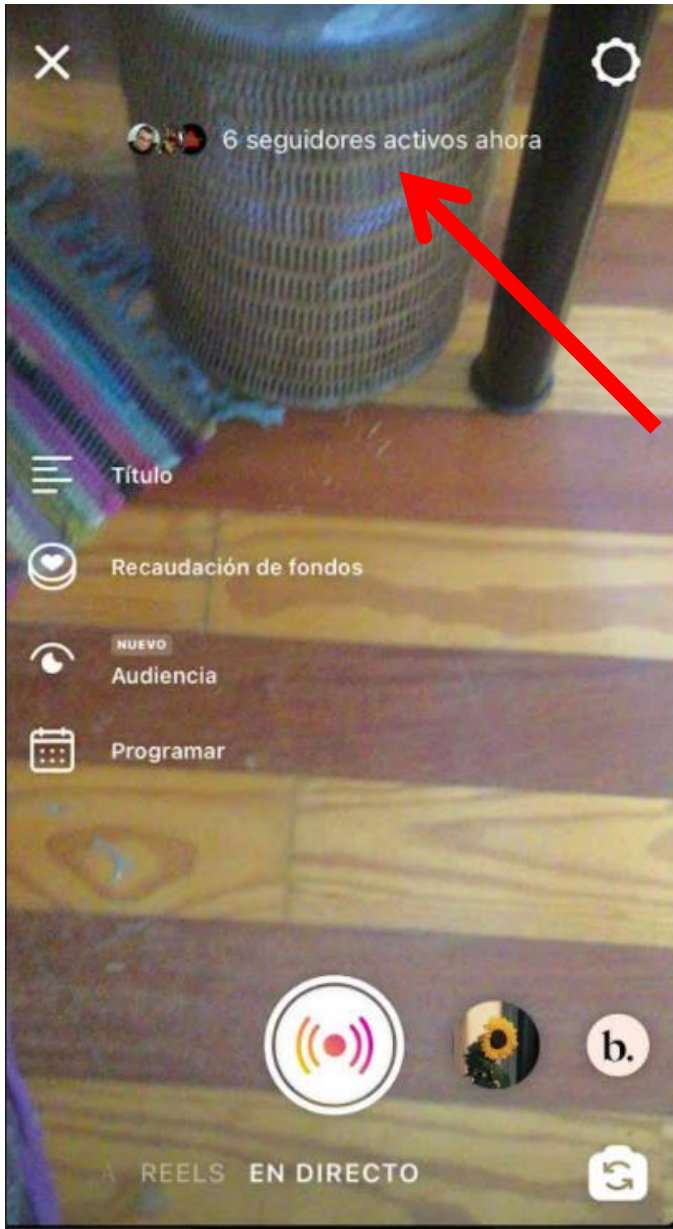 6 seguidores activos ahora
Título
Recaudación de fondos
NUEVO
Audiencia
Programar
b.
A REELS EN DIRECTO